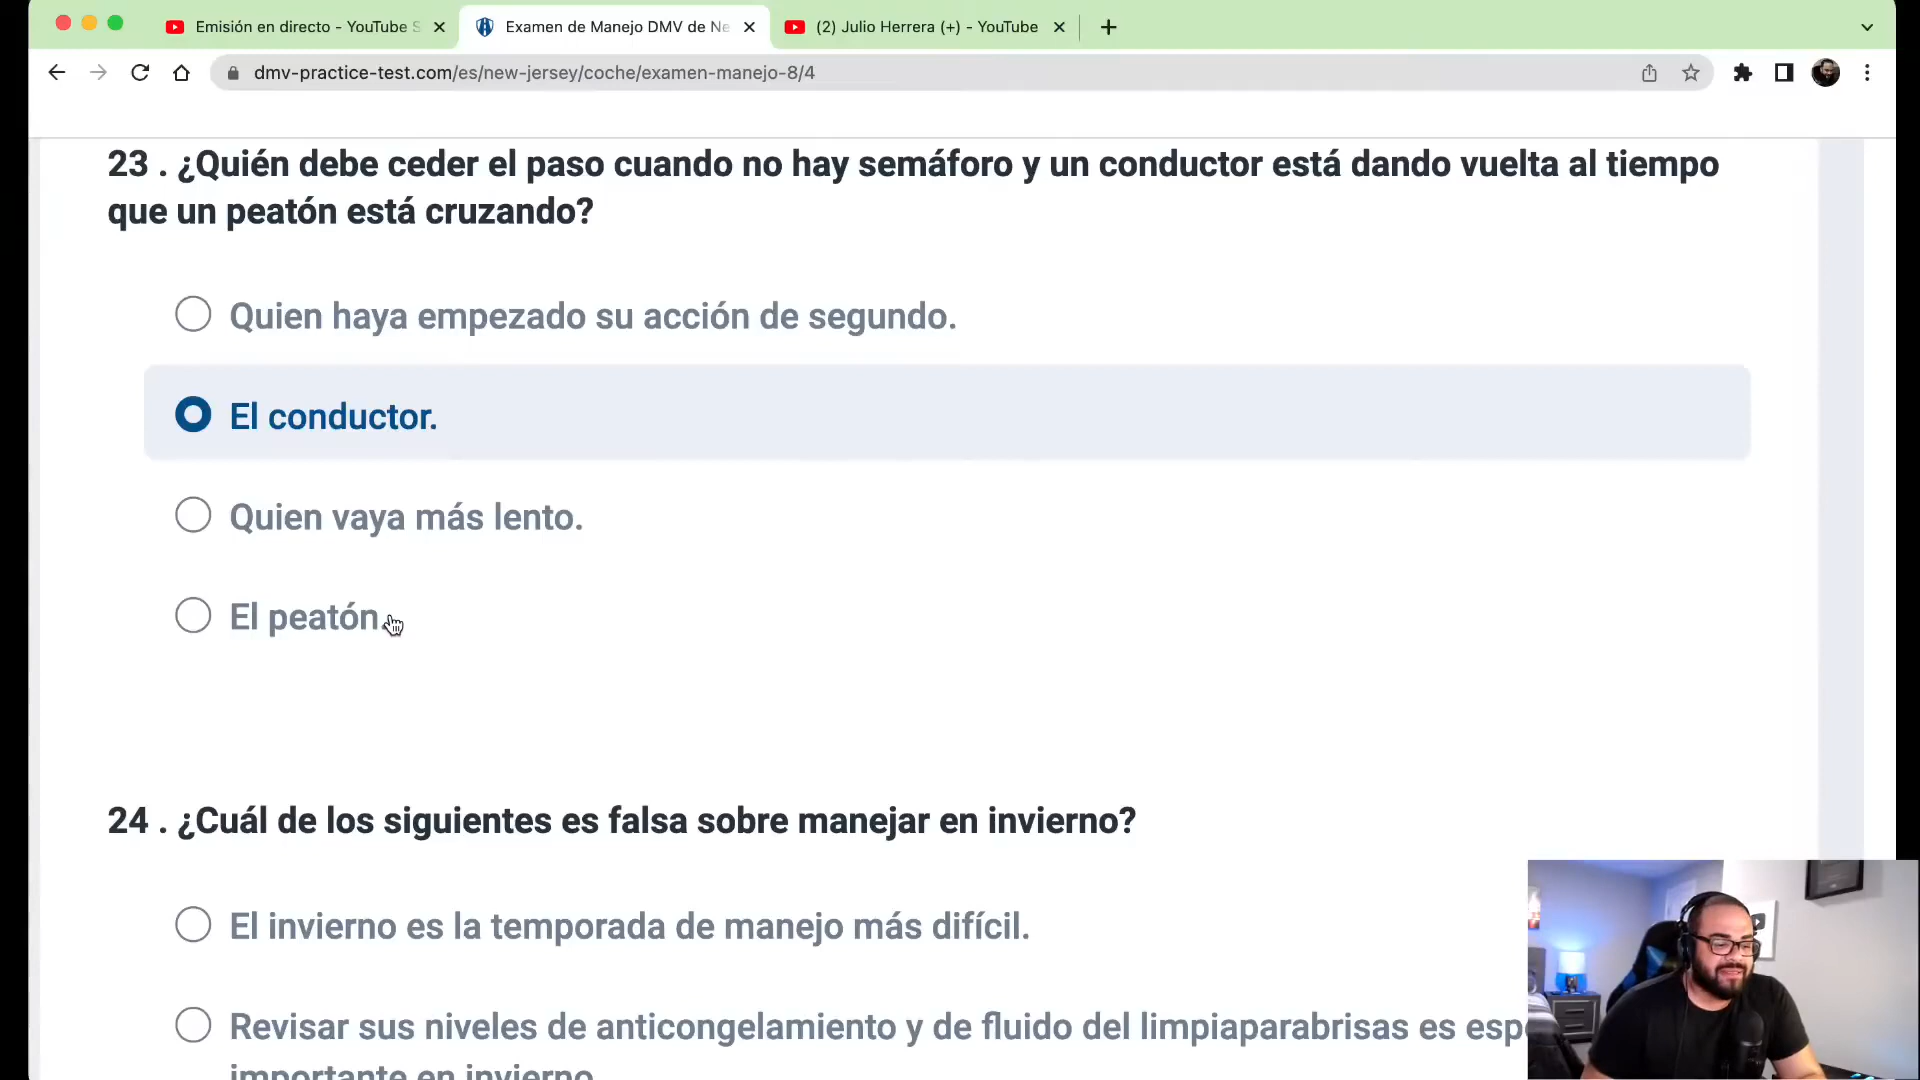 Emisión en directo - YouTube S
Examen de Manejo DMV de Ne
(2) Julio Herrera (+) - YouTube
dmv-practice-test.com/es/new-jersey/coche/examen-manejo-8/4
23 . ¿Quién debe ceder el paso cuando no hay semáforo y un conductor está dando vuelta al tiempo
que un peatón está cruzando?
Quien haya empezado su acción de segundo.
El conductor.
Quien vaya más lento.
El peatón.
24 . ¿Cuál de los siguientes es falsa sobre manejar en invierno?
El invierno es la temporada de manejo más difícil.
Revisar sus niveles de anticongelamiento y de fluido del limpiaparabrisas es esp
importante en invierno.